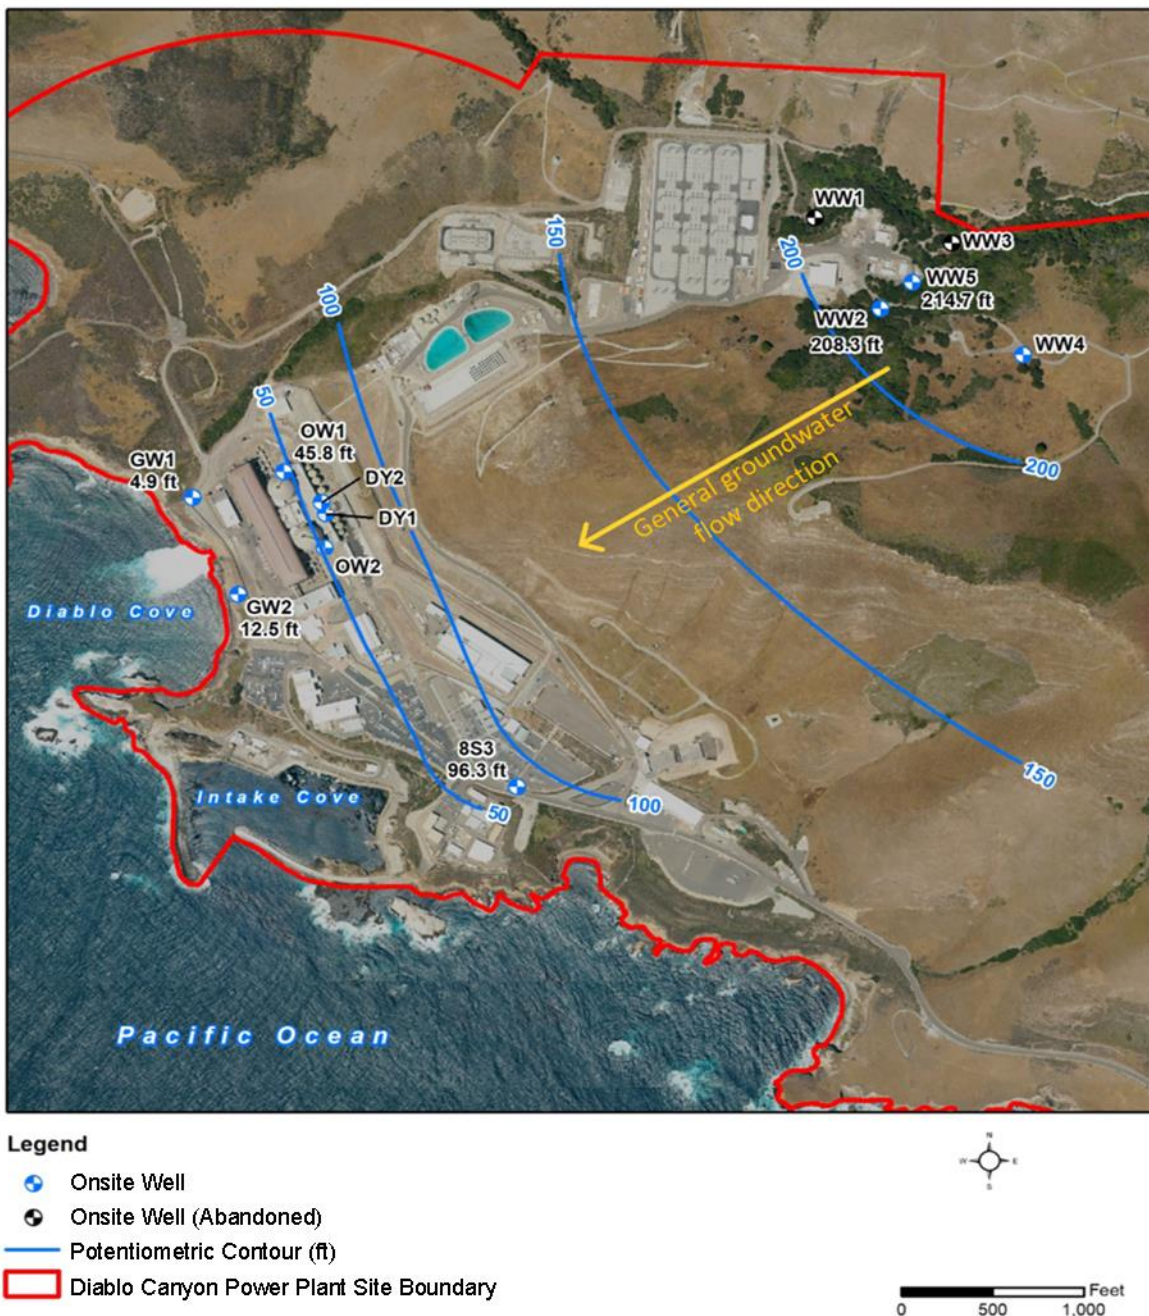 WW1
150
WW3
200
WW5
214.7 ft
100
WW2
208.3 ft
WW4
50
OW1
45.8 ft
General groundwater
flow direction
GW1
4.9 ft
DY2
200
DY1
OW2
GW2
12.5 ft
Diablo Cove
8S3
96.3 ft
150
Intake Cove
50
100
Pacific Ocean
Legend
Onsite Well
Onsite Well (Abandoned)
Potentiometric Contour (ft)
Diablo Canyon Power Plant Site Boundary
N
W E
S
Feet
0 500 1,000